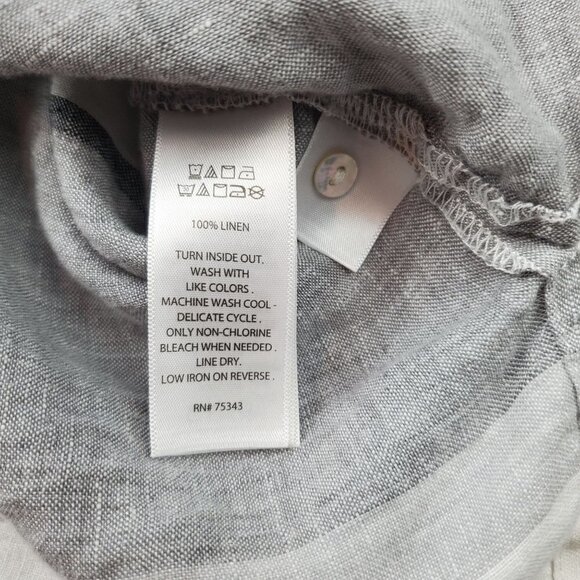 100% LINEN
TURN INSIDE OUT.
WASH WITH
LIKE COLORS .
MACHINE WASH COOL -
DELICATE CYCLE .
ONLY NON-CHLORINE
BLEACH WHEN NEEDED .
LINE DRY.
LOW IRON ON REVERSE .
RN# 75343